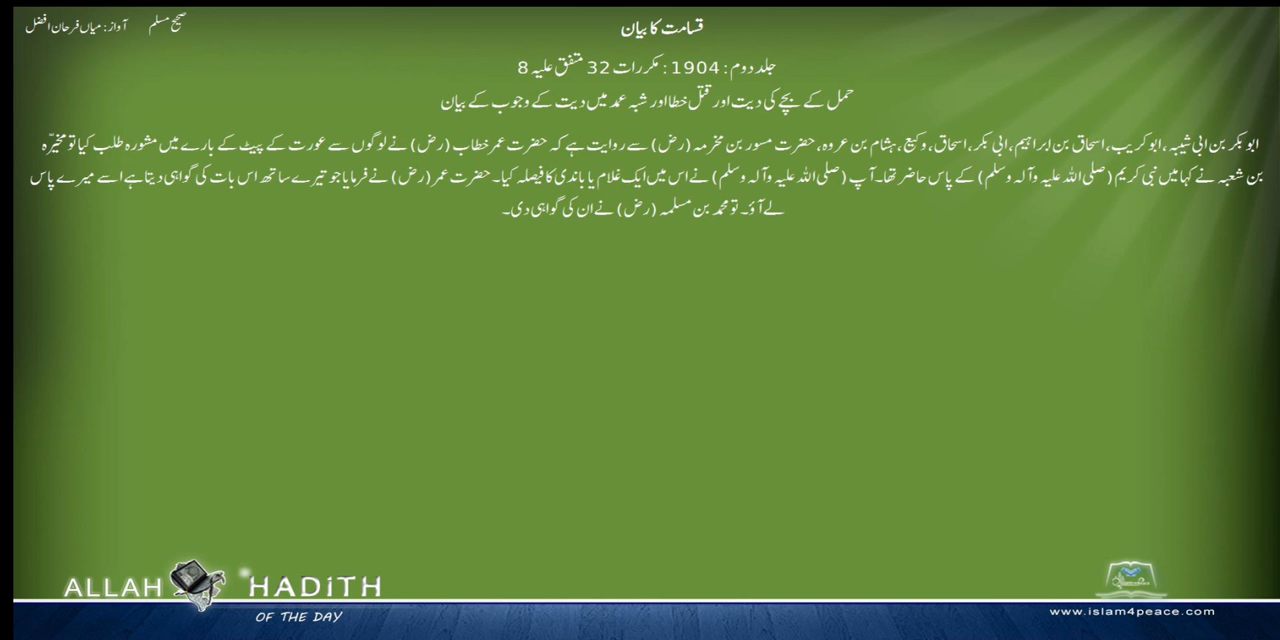 صحیح مسلم آواز: میاں فرحان افضل
قسامت کا بیان
جلد دوم: 1904 : مکررات 32 متفق علیہ 8
حمل کے بچے کی دیت اور قتل خطا اور شبہ عمد میں دیت کے وجوب کے بیان
ابو بکر بن ابی شیبہ، ابو کریب، اسحاق بن ابراہیم، ابی بکر، اسحاق، وکیع، ہشام بن عروہ، حضرت مسور بن مخرمہ (رض) سے روایت ہے کہ حضرت عمر خطاب (رض) نے لوگوں سے عورت کے پیٹ کے بارے میں مشورہ طلب کیا تو مخیرّہ
بن شعبہ نے کہا میں نبی کریم (صلی اللہ علیہ وآلہ وسلم) کے پاس حاضر تھا۔ آپ (صلی اللہ علیہ وآلہ وسلم) نے اس میں ایک غلام یا باندی کا فیصلہ کیا۔ حضرت عمر (رض) نے فرمایا جو تیرے ساتھ اس بات کی گواہی دیتا ہے اسے میرے پاس
لے آؤ۔ تو محمد بن مسلمہ (رض) نے ان کی گواہی دی۔
ALLAH HADITH
OF THE DAY
www.islam4peace.com